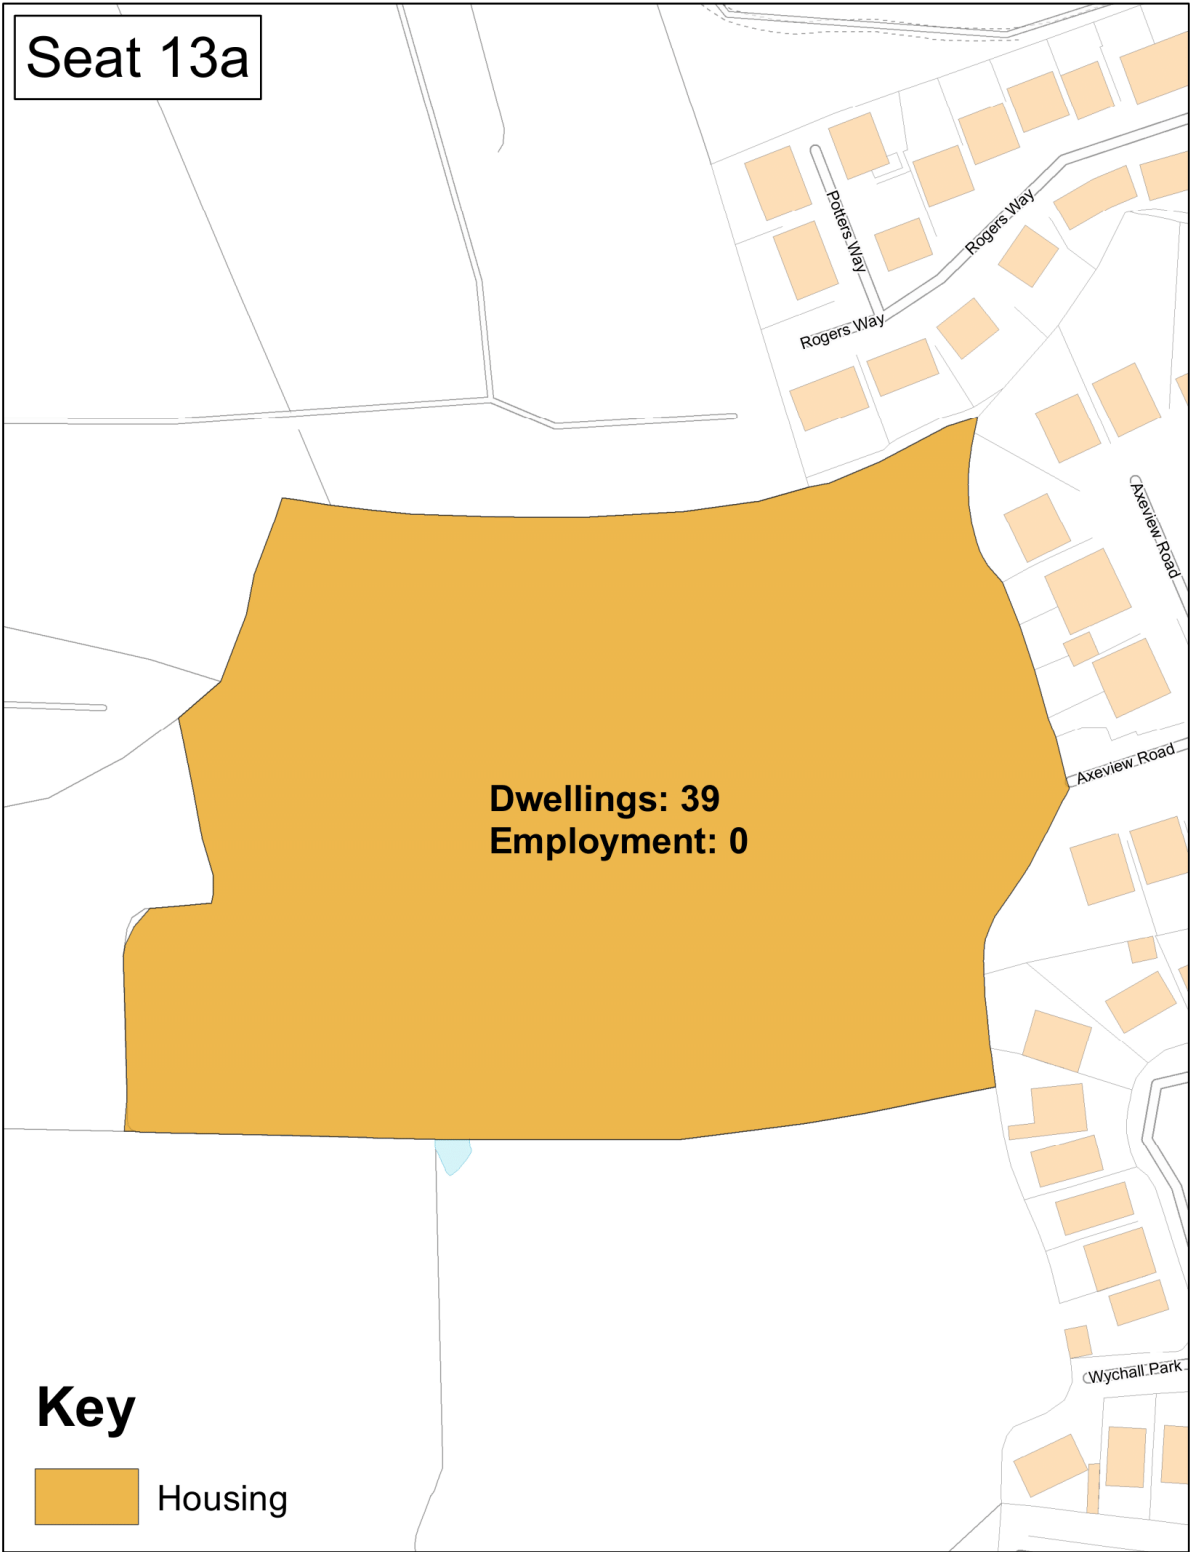 Seat 13a
Potters Way
Rogers Way
Rogers Way
Axeview Road
Axeview Road
Dwellings: 39
Employment: 0
Wychall Park
Key
Housing